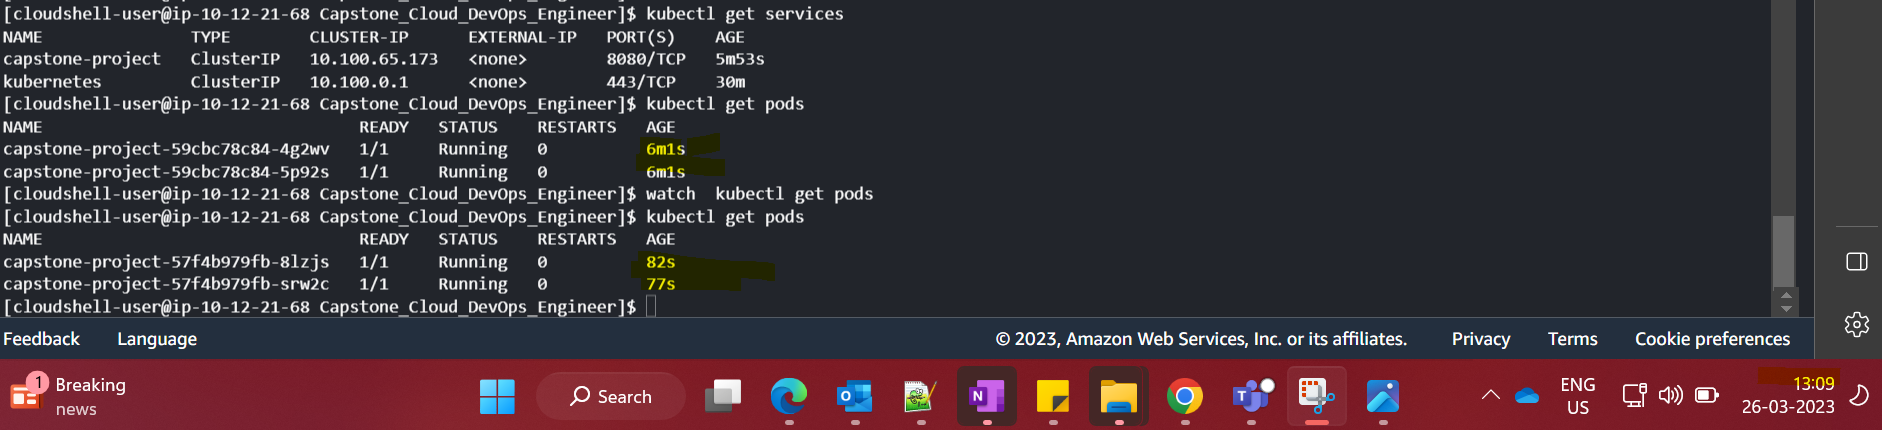 [cloudshell-user@ip-10-12-21-68 Capstone_Cloud_DevOps_Engineer]$ kubectl get services
NAME TYPE CLUSTER-IP EXTERNAL-IP PORT(S) AGE
capstone-project ClusterIP 10.100.65.173 <none> 8080/TCP 5m53s
kubernetes ClusterIP 10.100.0.1 <none> 443/TCP 30m
[cloudshell-user@ip-10-12-21-68 Capstone_Cloud_DevOps_Engineer]$ kubectl get pods
NAME READY STATUS RESTARTS AGE
capstone-project-59cbc78c84-4g2wv 1/1 Running 0 6m1s
capstone-project-59cbc78c84-5p92s 1/1 Running 0 6m1s
[cloudshell-user@ip-10-12-21-68 Capstone_Cloud_DevOps_Engineer]$ watch  kubectl get pods
[cloudshell-user@ip-10-12-21-68 Capstone_Cloud_DevOps_Engineer]$ kubectl get pods
NAME READY STATUS RESTARTS AGE
capstone-project-57f4b979fb-8lzjs 1/1 Running 0 82s
capstone-project-57f4b979fb-srw2c 1/1 Running 0 77s
[cloudshell-user@ip-10-12-21-68 Capstone_Cloud_DevOps_Engineer]$
Feedback Language © 2023, Amazon Web Services, Inc. or its affiliates. Privacy Terms Cookie preferences
1
Breaking
news
Search
ENG
US
13:09
26-03-2023